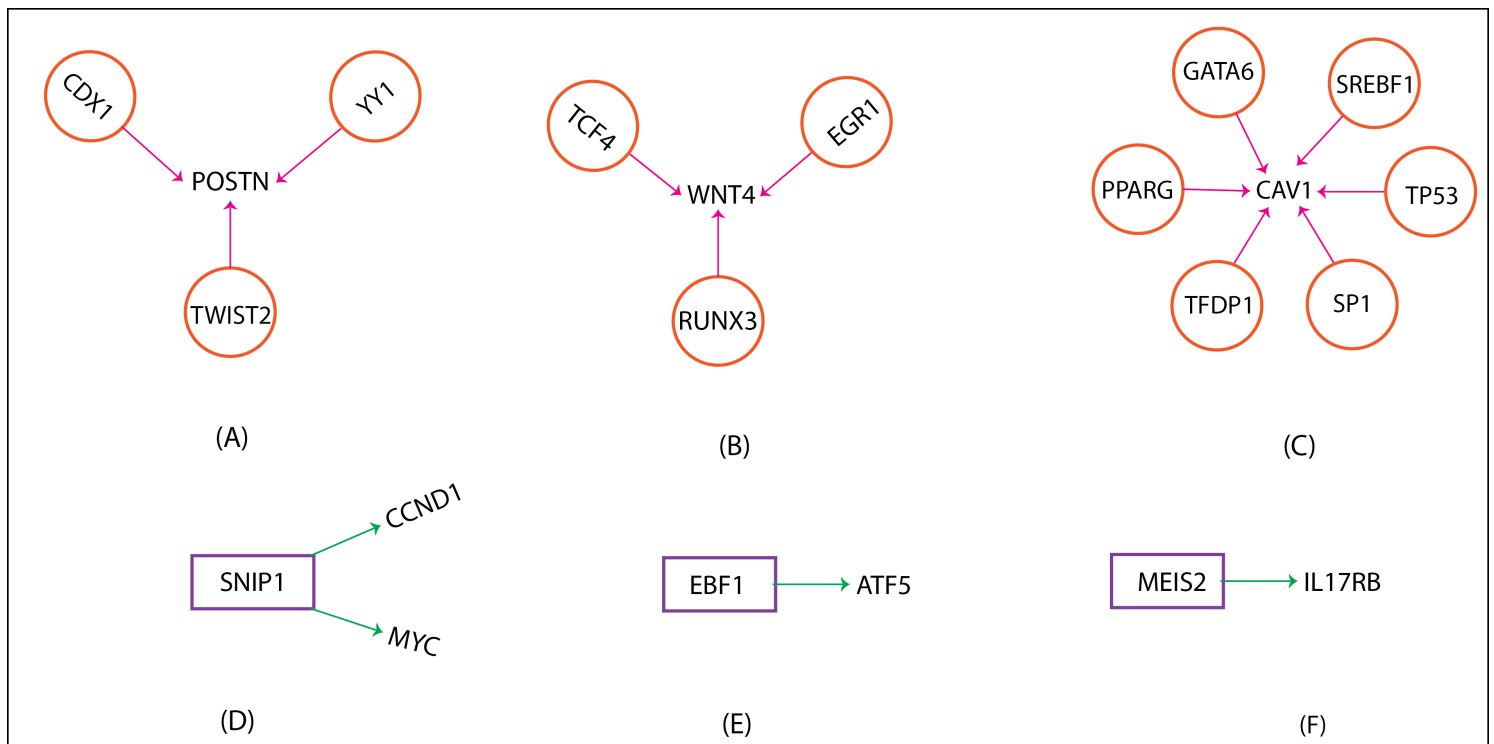 CDX1
YY1
POSTN
TWIST2
(A)
TCF4
EGR1
WNT4
RUNX3
(B)
GATA6
SREBF1
PPARG
CAV1
TP53
TFDP1
SP1
(C)
SNIP1
CCND1
MYC
(D)
EBF1
ATF5
(E)
MEIS2
IL17RB
(F)